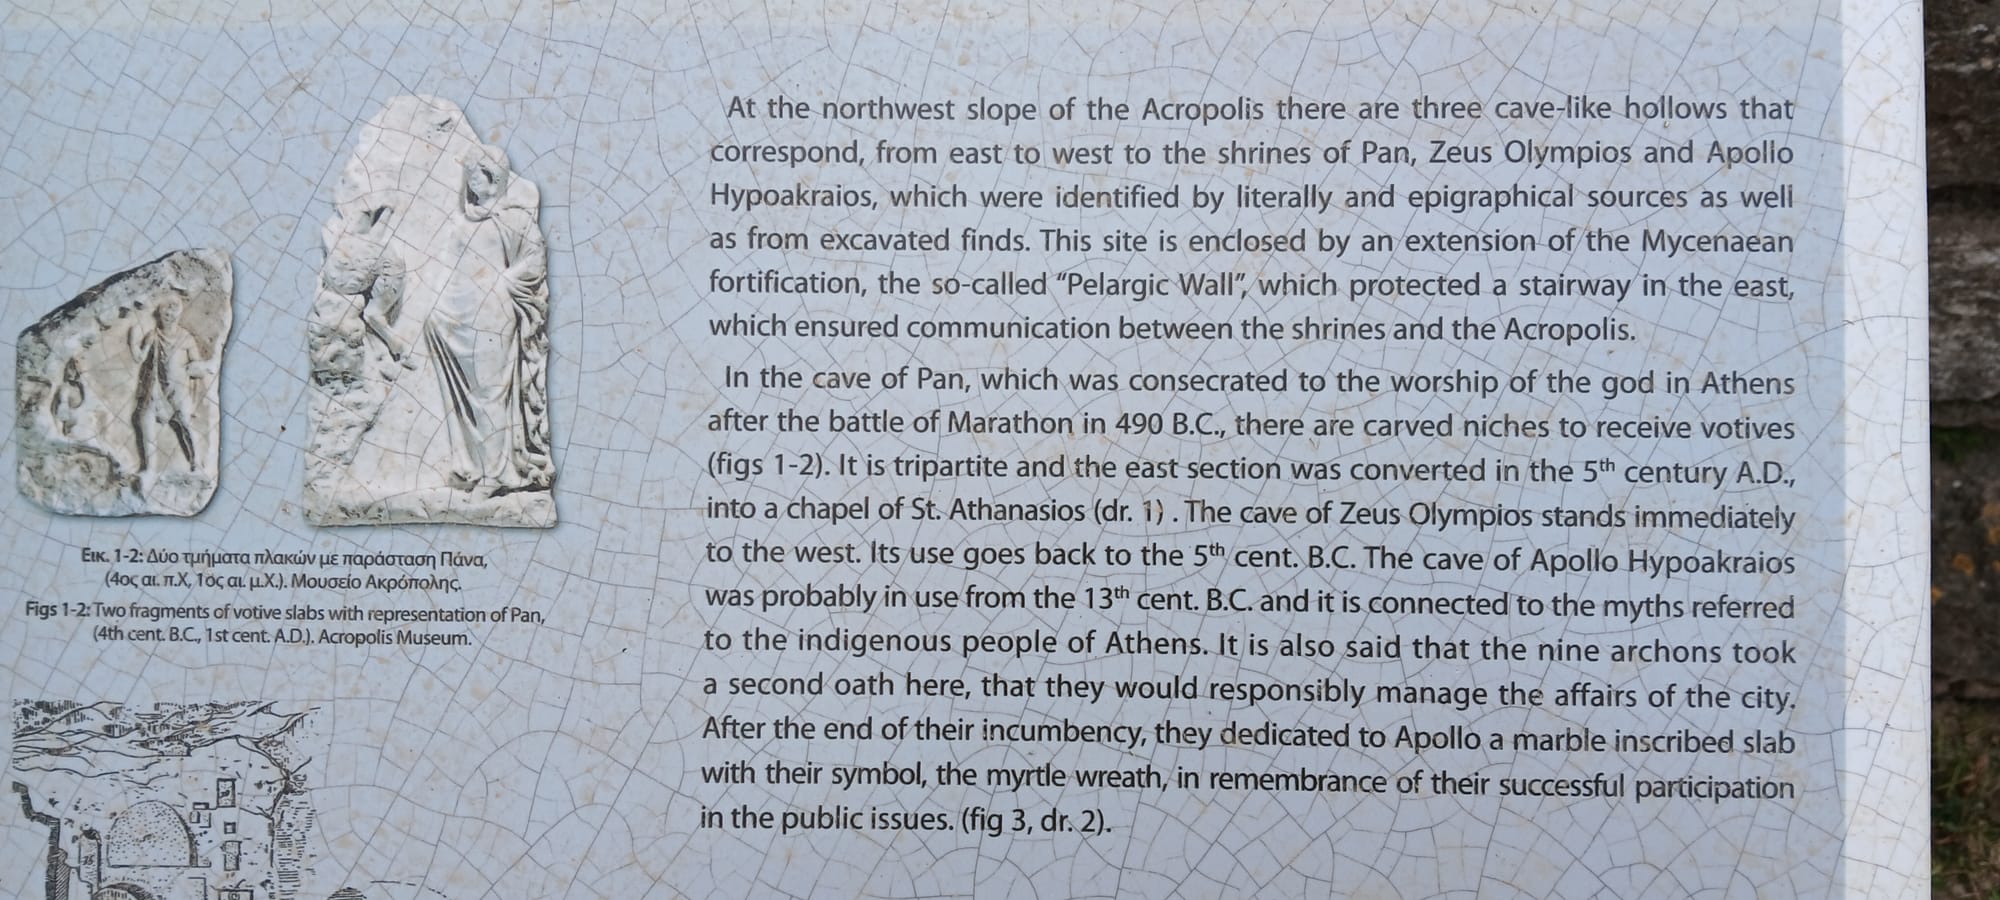 At the northwest slope of the Acropolis there are three cave-like hollows that
correspond, from east to west to the shrines of Pan, Zeus Olympios and Apollo
Hypoakraios, which were identified by literally and epigraphical sources as well
as from excavated finds. This site is enclosed by an extension of the Mycenaean
fortification, the so-called “Pelargic Wall”, which protected a stairway in the east,
which ensured communication between the shrines and the Acropolis.
In the cave of Pan, which was consecrated to the worship of the god in Athens
after the battle of Marathon in 490 B.C., there are carved niches to receive votives
(figs 1-2). It is tripartite and the east section was converted in the 5th century A.D.,
into a chapel of St. Athanasios (dr. 1) . The cave of Zeus Olympios stands immediately
to the west. Its use goes back to the 5th cent. B.C. The cave of Apollo Hypoakraios
was probably in use from the 13th cent. B.C. and it is connected to the myths referred
to the indigenous people of Athens. It is also said that the nine archons took
a second oath here, that they would responsibly manage the affairs of the city.
After the end of their incumbency, they dedicated to Apollo a marble inscribed slab
with their symbol, the myrtle wreath, in remembrance of their successful participation
in the public issues. (fig 3, dr. 2).
Εικ. 1-2: Δύο τμήματα πλακών με παράσταση Πάνα,
(4ος αι. π.Χ, 1ος αι. μ.Χ.). Μουσείο Ακρόπολης.
Figs 1-2: Two fragments of votive slabs with representation of Pan,
(4th cent. B.C., 1st cent. A.D.). Acropolis Museum.